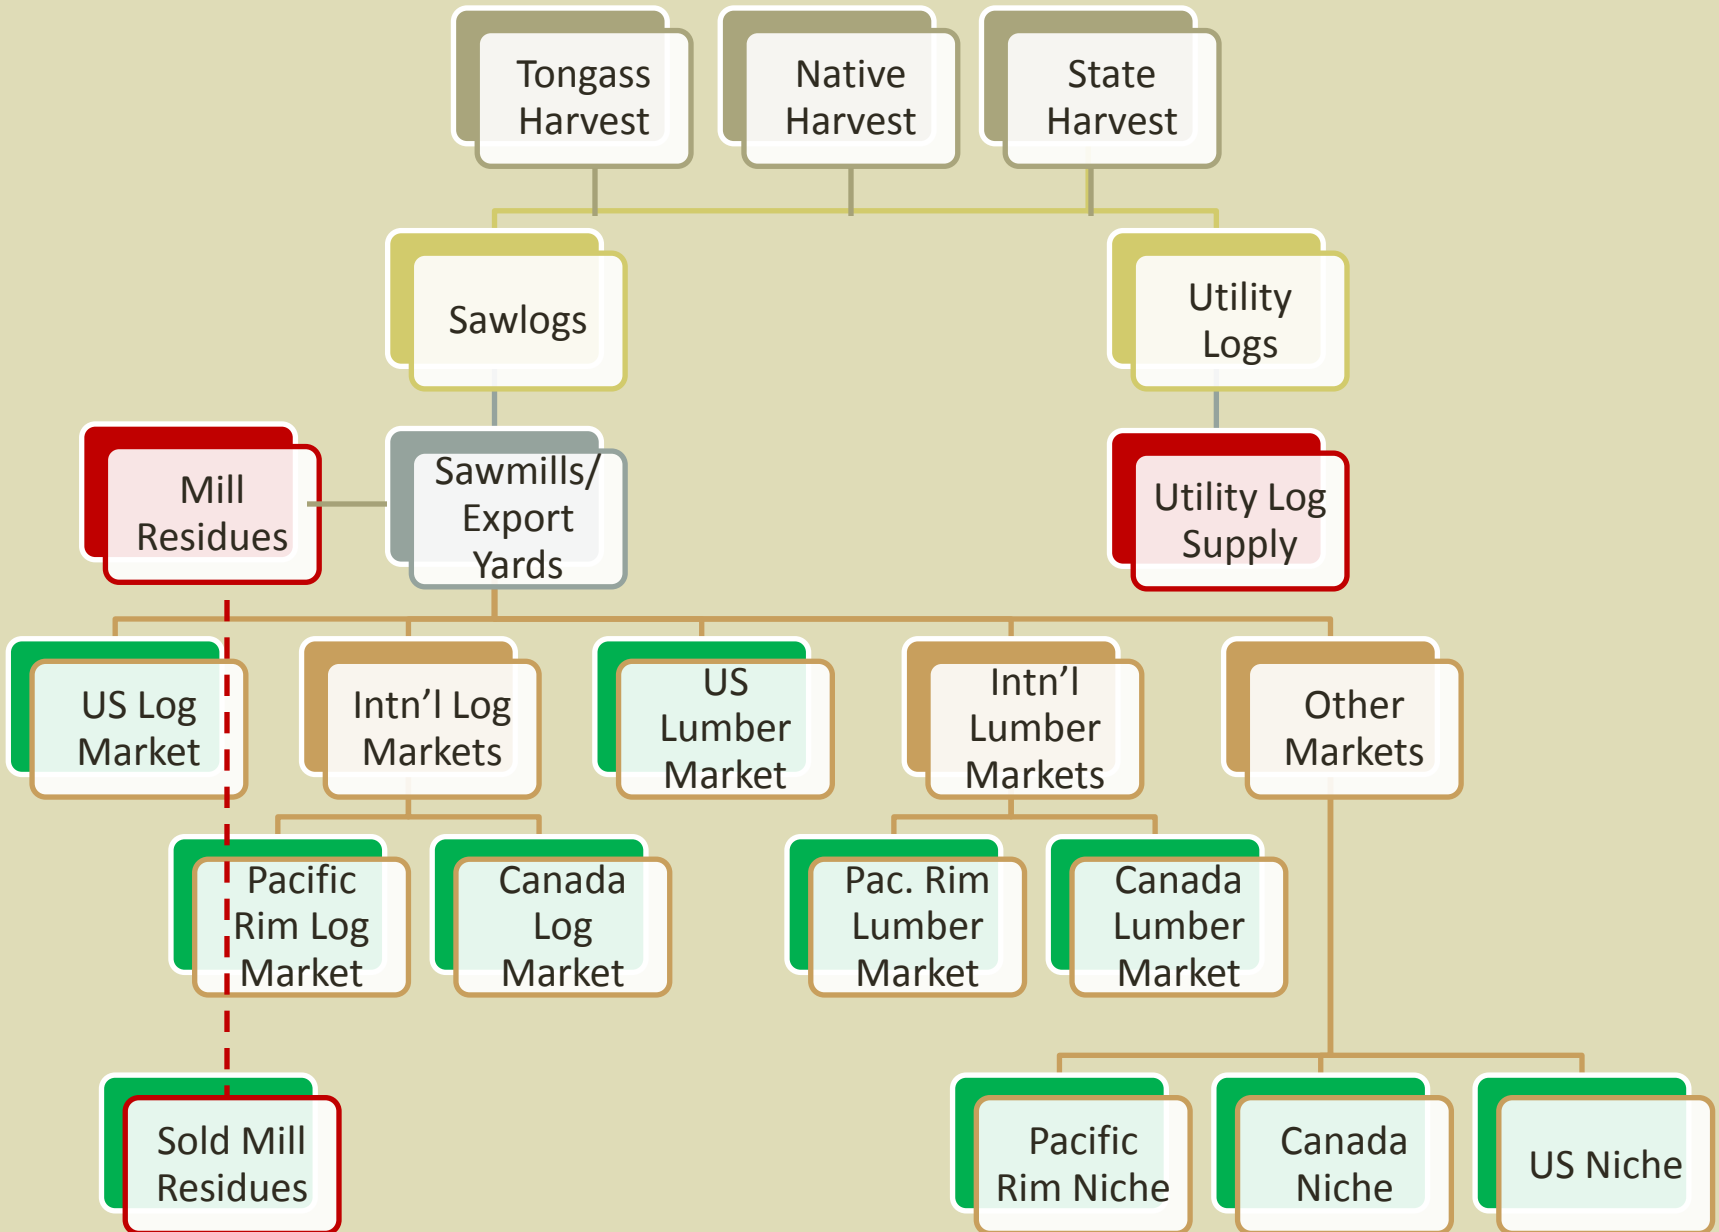 Tongass
Harvest
Native
Harvest
State
Harvest
Sawlogs
Utility
Logs
Mill
Residues
Sawmills/
Export
Yards
Utility Log
Supply
US Log
Market
Intn’l Log
Markets
US
Lumber
Market
Intn’l
Lumber
Markets
Other
Markets
Pacific
Rim Log
Market
Canada
Log
Market
Pac. Rim
Lumber
Market
Canada
Lumber
Market
Sold Mill
Residues
Pacific
Rim Niche
Canada
Niche
US Niche